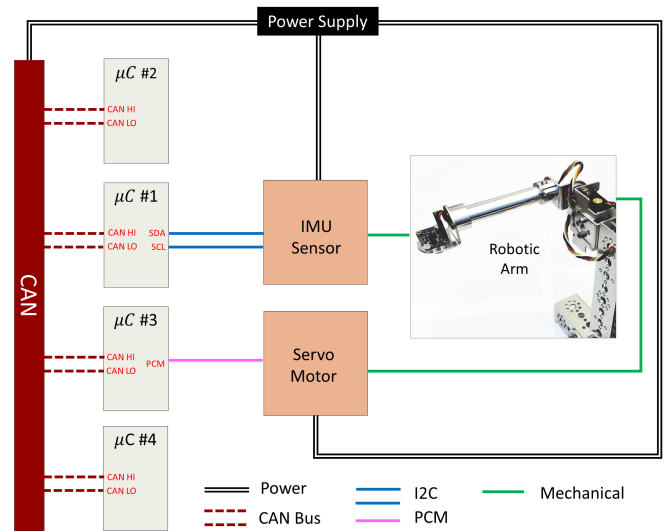 Power Supply
μC #2
CAN HI
CAN LO
μC #1
CAN HI
CAN LO
SDA
SCL
IMU
Sensor
Robotic
Arm
CAN
μC #3
CAN HI
CAN LO
PCM
Servo
Motor
μC #4
CAN HI
CAN LO
Power
CAN Bus
I2C
PCM
Mechanical